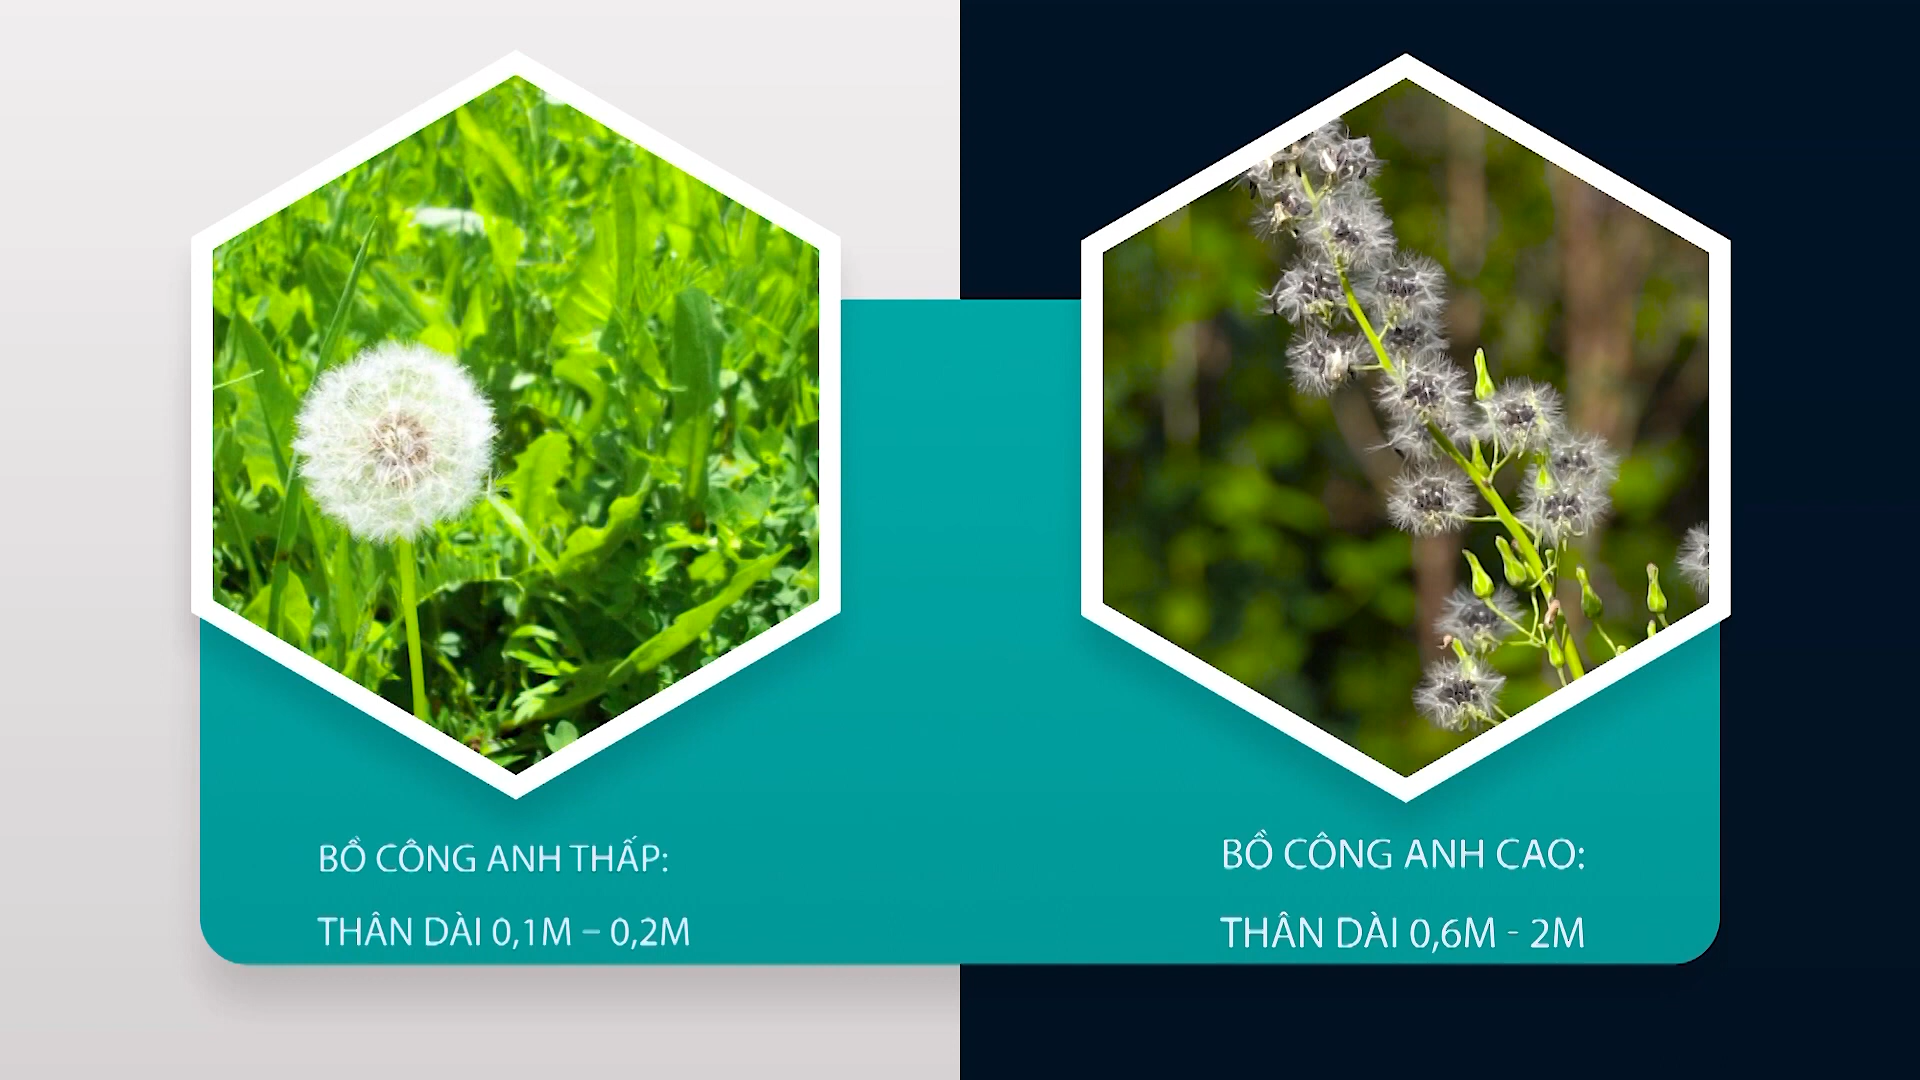 BỒ CÔNG ANH THẤP:
THÂN DÀI 0,1M – 0,2M
BỒ CÔNG ANH CAO:
THÂN DÀI 0,6M - 2M